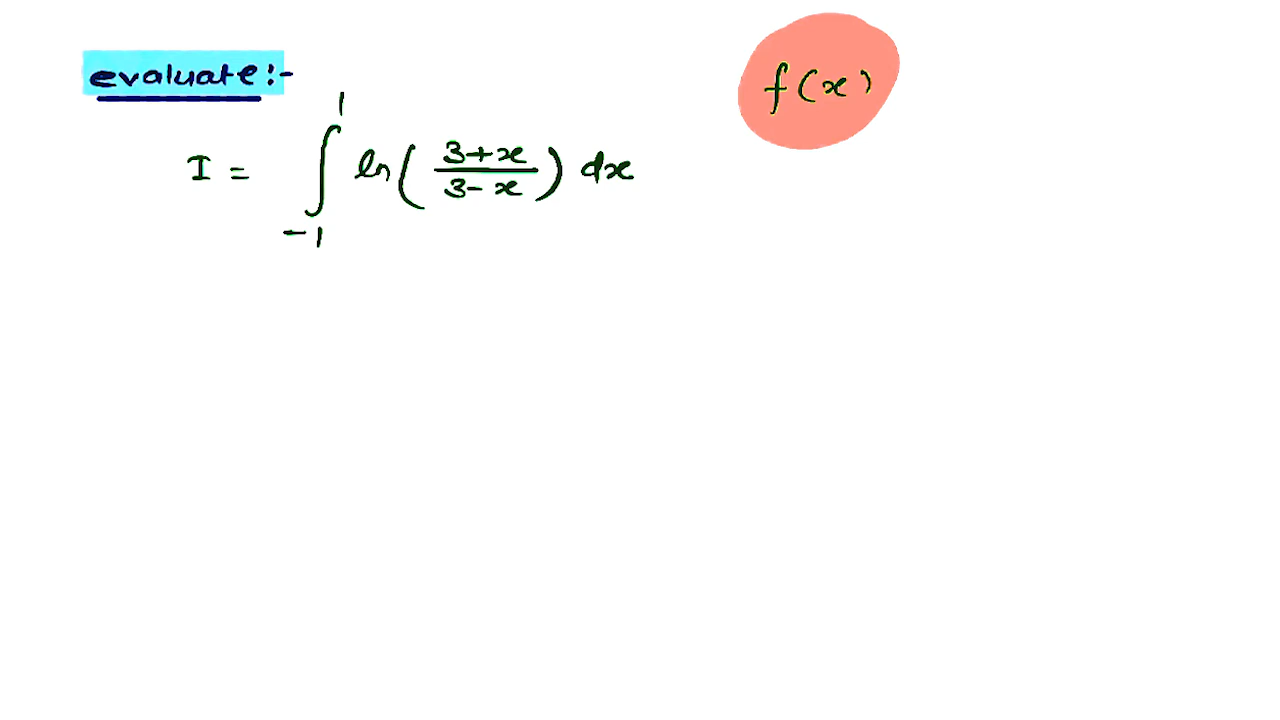 evaluate:-
f(x)
I = ∫_{-1}^{1} ln( (3+x)/(3-x) ) dx